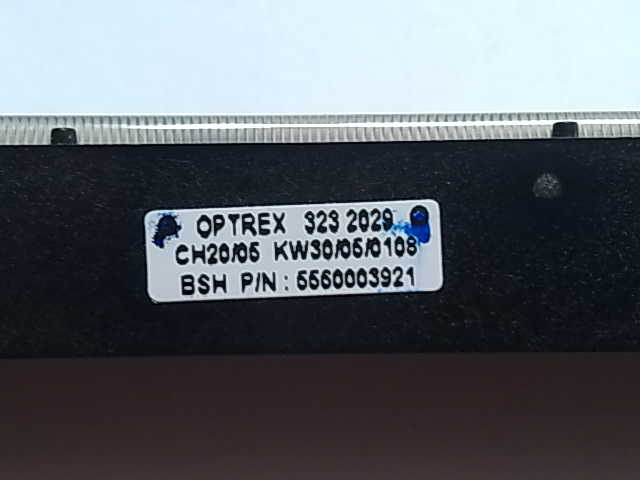 OPTREX 323 2029
CH20/05 KW30/05/0108
BSH P/N : 5560003921